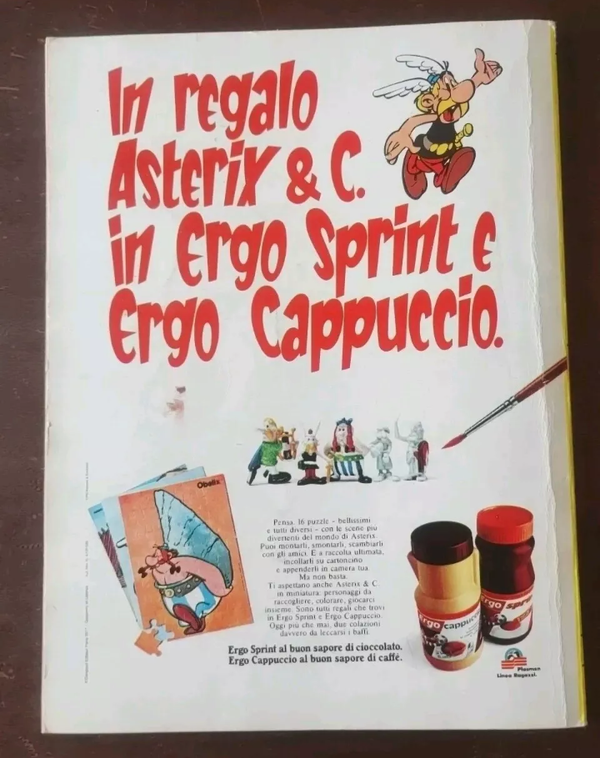 In regalo
Asterix & C.
in Ergo Sprint e
Ergo Cappuccio.
Obelix
Pensa. 16 puzzle - bellissimi
e tutti diversi - con le scene più
divertenti del mondo di Asterix.
Puoi montarli, smontarli, scambiarli
con gli amici. E a raccolta ultimata,
incollarli su cartoncino
e appenderli in camera tua.
Ma non basta.
Ti aspettano anche Asterix & C.
in miniatura: personaggi da
raccogliere, colorare, giocarci
insieme. Sono tutti regali che trovi
in Ergo Sprint e Ergo Cappuccio.
Oggi più che mai, due colazioni
davvero da leccarsi i baffi.
Ergo Sprint al buon sapore di cioccolato.
Ergo Cappuccio al buon sapore di caffè.
ergo cappuccio
ergo sprint
Plasmon
Linea Ragazzi.